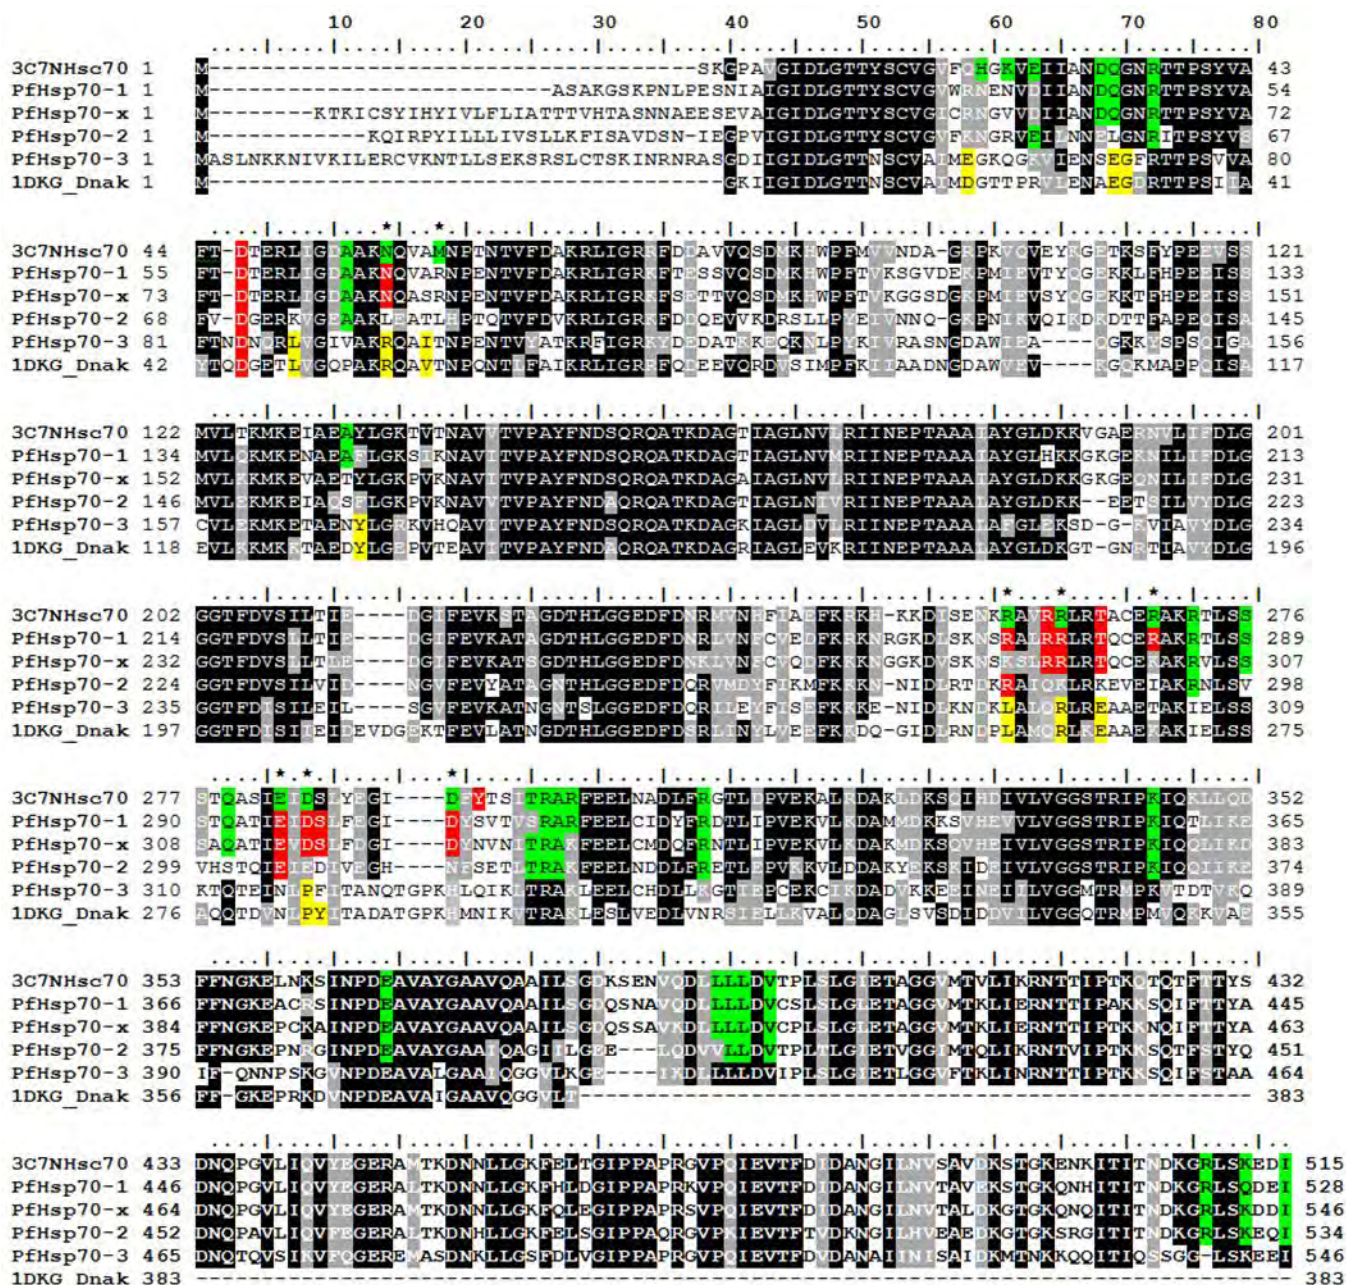 10 20 30 40 50 60 70 80
3C7NHsc70 1 M-------------------------------------SKGPAVGIDLGTTYSCVGVFQHGKVEIIANDQGNRTTPSYVA 43
PfHsp70-1 1 M--------------------------ASAKGSKPNLPESNIAIGIDLGTTYSCVGVWRNENVDIIANDQGNRTTPSYVA 54
PfHsp70-x 1 M--------KTKICSYIHYIVLFLIATTTVHTASNNAEESEVAIGIDLGTTYSCVGICRNGVVDIIANDQGNRTTPSYVA 72
PfHsp70-2 1 M------------KQIRPYILLLIVSLLKFISAVDSN-IEGPVIGIDLGTTYSCVGVFKNGRVEILNNELGNRITPSYVS 67
PfHsp70-3 1 MASLNKKNIVKILERCVKNTLLSEKSRSLCTSKINRNRASGDIIGIDLGTTNSCVAIMEGKQGKVIENSEGFRTTPSVVA 80
1DKG_Dnak 1 M---------------------------------------GKIIGIDLGTTNSCVAIMDGTTPRVLENAEGDRTTPSIIA 41
* *
3C7NHsc70 44 FT-DTERLIGDAAKNQVAMNPTNTVFDAKRLIGRRFDDAVVQSDMKHWPFMVVNDA-GRPKVQVEYKGETKSFYPEEVSS 121
PfHsp70-1 55 FT-DTERLIGDAAKNQVARNPENTVFDAKRLIGRKFTESSVQSDMKHWPFTVKSGVDEKPMIEVTYQGEKKLFHPEEISS 133
PfHsp70-x 73 FT-DTERLIGDAAKNQASRNPENTVFDAKRLIGRKFSETTVQSDMKHWPFTVKGGSDGKPMIEVSYQGEKKTFHPEEISS 151
PfHsp70-2 68 FV-DGERKVGEAAKLEATLHPTQTVFDVKRLIGRKFDDQEVVKDRSLLPYEIVNNQ-GKPNIKVQIKDKDTTFAPEQISA 145
PfHsp70-3 81 FTNDNQRLVGIVAKRQAITNPENTVYATKRFIGRKYDEDATKKEQKNLPYKIVRASNGDAWIEA----QGKKYSPSQIGA 156
1DKG_Dnak 42 YTQDGETLVGQPAKRQAVTNPQNTLFAIKRLIGRRFQDEEVQRDVSIMPFKIIAADNGDAWVEV----KGQKMAPPQISA 117
3C7NHsc70 122 MVLTKMKEIAEAYLGKTVTNAVVTVPAYFNDSQRQATKDAGTIAGLNVLRIINEPTAAAIAYGLDKKVGAERNVLIFDLG 201
PfHsp70-1 134 MVLQKMKENAEAFLGKSIKNAVITVPAYFNDSQRQATKDAGTIAGLNVMRIINEPTAAAIAYGLHKKGKGEKNILIFDLG 213
PfHsp70-x 152 MVLKKMKEVAETYLGKPVKNAVITVPAYFNDSQRQATKDAGAIAGLNVLRIINEPTAAAIAYGLDKKGKGEQNILIFDLG 231
PfHsp70-2 146 MVLEKMKEIAQSFLGKPVKNAVVTVPAYFNDAQRQATKDAGTIAGLNIVRIINEPTAAALAYGLDKK--EETSILVYDLG 223
PfHsp70-3 157 CVLEKMKETAENYLGRKVHQAVITVPAYFNDSQRQATKDAGKIAGLDVLRIINEPTAAALAFGLEKSD-G-KVIAVYDLG 234
1DKG_Dnak 118 EVLKKMKKTAEDYLGEPVTEAVITVPAYFNDAQRQATKDAGRIAGLEVKRIINEPTAAALAYGLDKGT-GNRTIAVYDLG 196
* * *
3C7NHsc70 202 GGTFDVSILTIE----DGIFEVKSTAGDTHLGGEDFDNRMVNHFIAEFKRKH-KKDISENKRAVRRLRTACERAKRTLSS 276
PfHsp70-1 214 GGTFDVSLLTIE----DGIFEVKATAGDTHLGGEDFDNRLVNFCVEDFKRKNRGKDLSKNSRALRRLRTQCERAKRTLSS 289
PfHsp70-x 232 GGTFDVSLLTLE----DGIFEVKATSGDTHLGGEDFDNKLVNFCVQDFKKKNGGKDVSKNSKSLRRLRTQCEKAKRVLSS 307
PfHsp70-2 224 GGTFDVSILVID----NGVFEVYATAGNTHLGGEDFDQRVMDYFIKMFKKKN-NIDLRTDKRAIQKLRKEVEIAKRNLSV 298
PfHsp70-3 235 GGTFDISILEIL----SGVFEVKATNGNTSLGGEDFDQRILEYFISEFKKKE-NIDLKNDKLALQRLREAAETAKIELSS 309
1DKG_Dnak 197 GGTFDISIIEIDEVDGEKTFEVLATNGDTHLGGEDFDSRLINYLVEEFKKDQ-GIDLRNDPLAMQRLKEAAEKAKIELSS 275
* * *
3C7NHsc70 277 STQASIEIDSLYEGI----DFYTSITRARFEELNADLFRGTLDPVEKALRDAKLDKSQIHDIVLVGGSTRIPKIQKLLQD 352
PfHsp70-1 290 STQATIEIDSLFEGI----DYSVTVSRARFEELCIDYFRDTLIPVEKVLKDAMMDKKSVHEVVLVGGSTRIPKIQTLIKE 365
PfHsp70-x 308 SAQATIEVDSLFDGI----DYNVNITRAKFEELCMDQFRNTLIPVEKVLKDAKMDKSQVHEIVLVGGSTRIPKIQQLIKD 383
PfHsp70-2 299 VHSTQIEIEDIVEGH----NFSETLTRAKFEELNDDLFRETLEPVKKVLDDAKYEKSKIDEIVLVGGSTRIPKIQQIIKE 374
PfHsp70-3 310 KTQTEINLPFITANQTGPKHLQIKLTRAKLEELCHDLLKGTIEPCEKCIKDADVKKEEINEIILVGGMTRMPKVTDTVKQ 389
1DKG_Dnak 276 AQQTDVNLPYITADATGPKHMNIKVTRAKLESLVEDLVNRSIELLKVALQDAGLSVSDIDDVILVGGQTRMPMVQKKVAE 355
3C7NHsc70 353 FFNGKELNKSINPDEAVAYGAAVQAAILSGDKSENVQDLLLLDVTPLSLGIETAGGVMTVLIKRNTTIPTKQTQTFTTYS 432
PfHsp70-1 366 FFNGKEACRSINPDEAVAYGAAVQAAILSGDQSNAVQDLLLLDVCSLSLGLETAGGVMTKLIERNTTIPAKKSQIFTTYA 445
PfHsp70-x 384 FFNGKEPCKAINPDEAVAYGAAVQAAILSGDQSSAVKDLLLLDVCPLSLGLETAGGVMTKLIERNTTIPTKKNQIFTTYA 463
PfHsp70-2 375 FFNGKEPNRGINPDEAVAYGAAIQAGIILGEE---LQDVVLLDVTPLTLGIETVGGIMTQLIKRNTVIPTKKSQTFSTYQ 451
PfHsp70-3 390 IF-QNNPSKGVNPDEAVALGAAIQGGVLKGE----IKDLLLLDVIPLSLGIETLGGVFTKLINRNTTIPTKKSQIFSTAA 464
1DKG_Dnak 356 FF-GKEPRKDVNPDEAVAIGAAVQGGVLT--------------------------------------------------- 383
3C7NHsc70 433 DNQPGVLIQVYEGERAMTKDNNLLGKFELTGIPPAPRGVPQIEVTFDIDANGILNVSAVDKSTGKENKITITNDKGRLSKEDI 515
PfHsp70-1 446 DNQPGVLIQVYEGERALTKDNNLLGKFHLDGIPPAPRKVPQIEVTFDIDANGILNVTAVEKSTGKQNHITITNDKGRLSQDEI 528
PfHsp70-x 464 DNQPGVLIQVYEGERAMTKDNNLLGKFQLEGIPPAPRSVPQIEVTFDIDANGILNVTALDKGTGKQNQITITNDKGRLSKDDI 546
PfHsp70-2 452 DNQPAVLIQVFEGERALTKDNHLLGKFELSGIPPAQRGVPKIEVTFTVDKNGILHVEAEDKGTGKSRGITITNDKGRLSKEQI 534
PfHsp70-3 465 DNQTQVSIKVFQGEREMASDNKLLGSFDLVGIPPAPRGVPQIEVTFDVDANAIINISAIDKMTNKKQQITIQSSGG-LSKEEI 546
1DKG_Dnak 383 ----------------------------------------------------------------------------------- 383